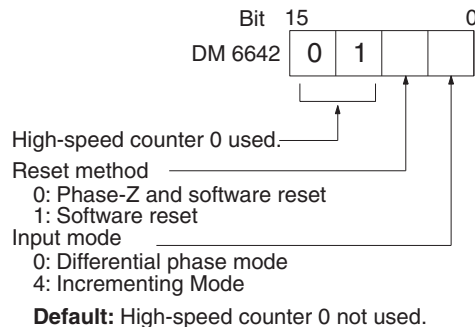 Bit 15 0
DM 6642 0 1
High-speed counter 0 used.
Reset method
0: Phase-Z and software reset
1: Software reset
Input mode
0: Differential phase mode
4: Incrementing Mode
Default: High-speed counter 0 not used.